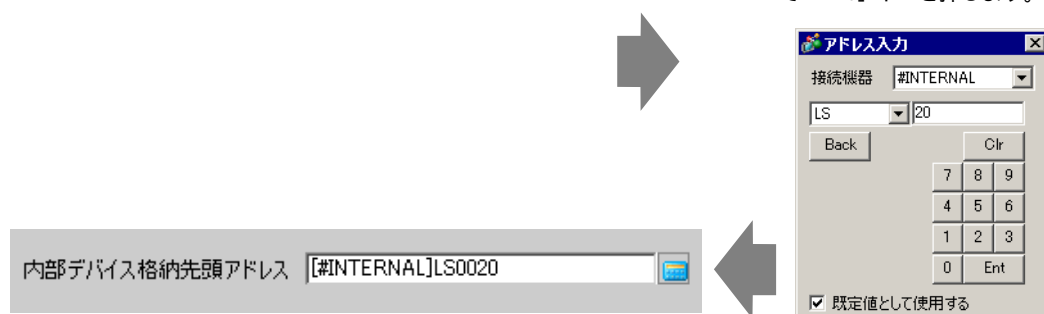 アドレス入力
接続機器 #INTERNAL
LS 20
Back Clr
7 8 9
4 5 6
1 2 3
0 Ent
既定値として使用する
内部デバイス格納先頭アドレス [#INTERNAL]LS0020